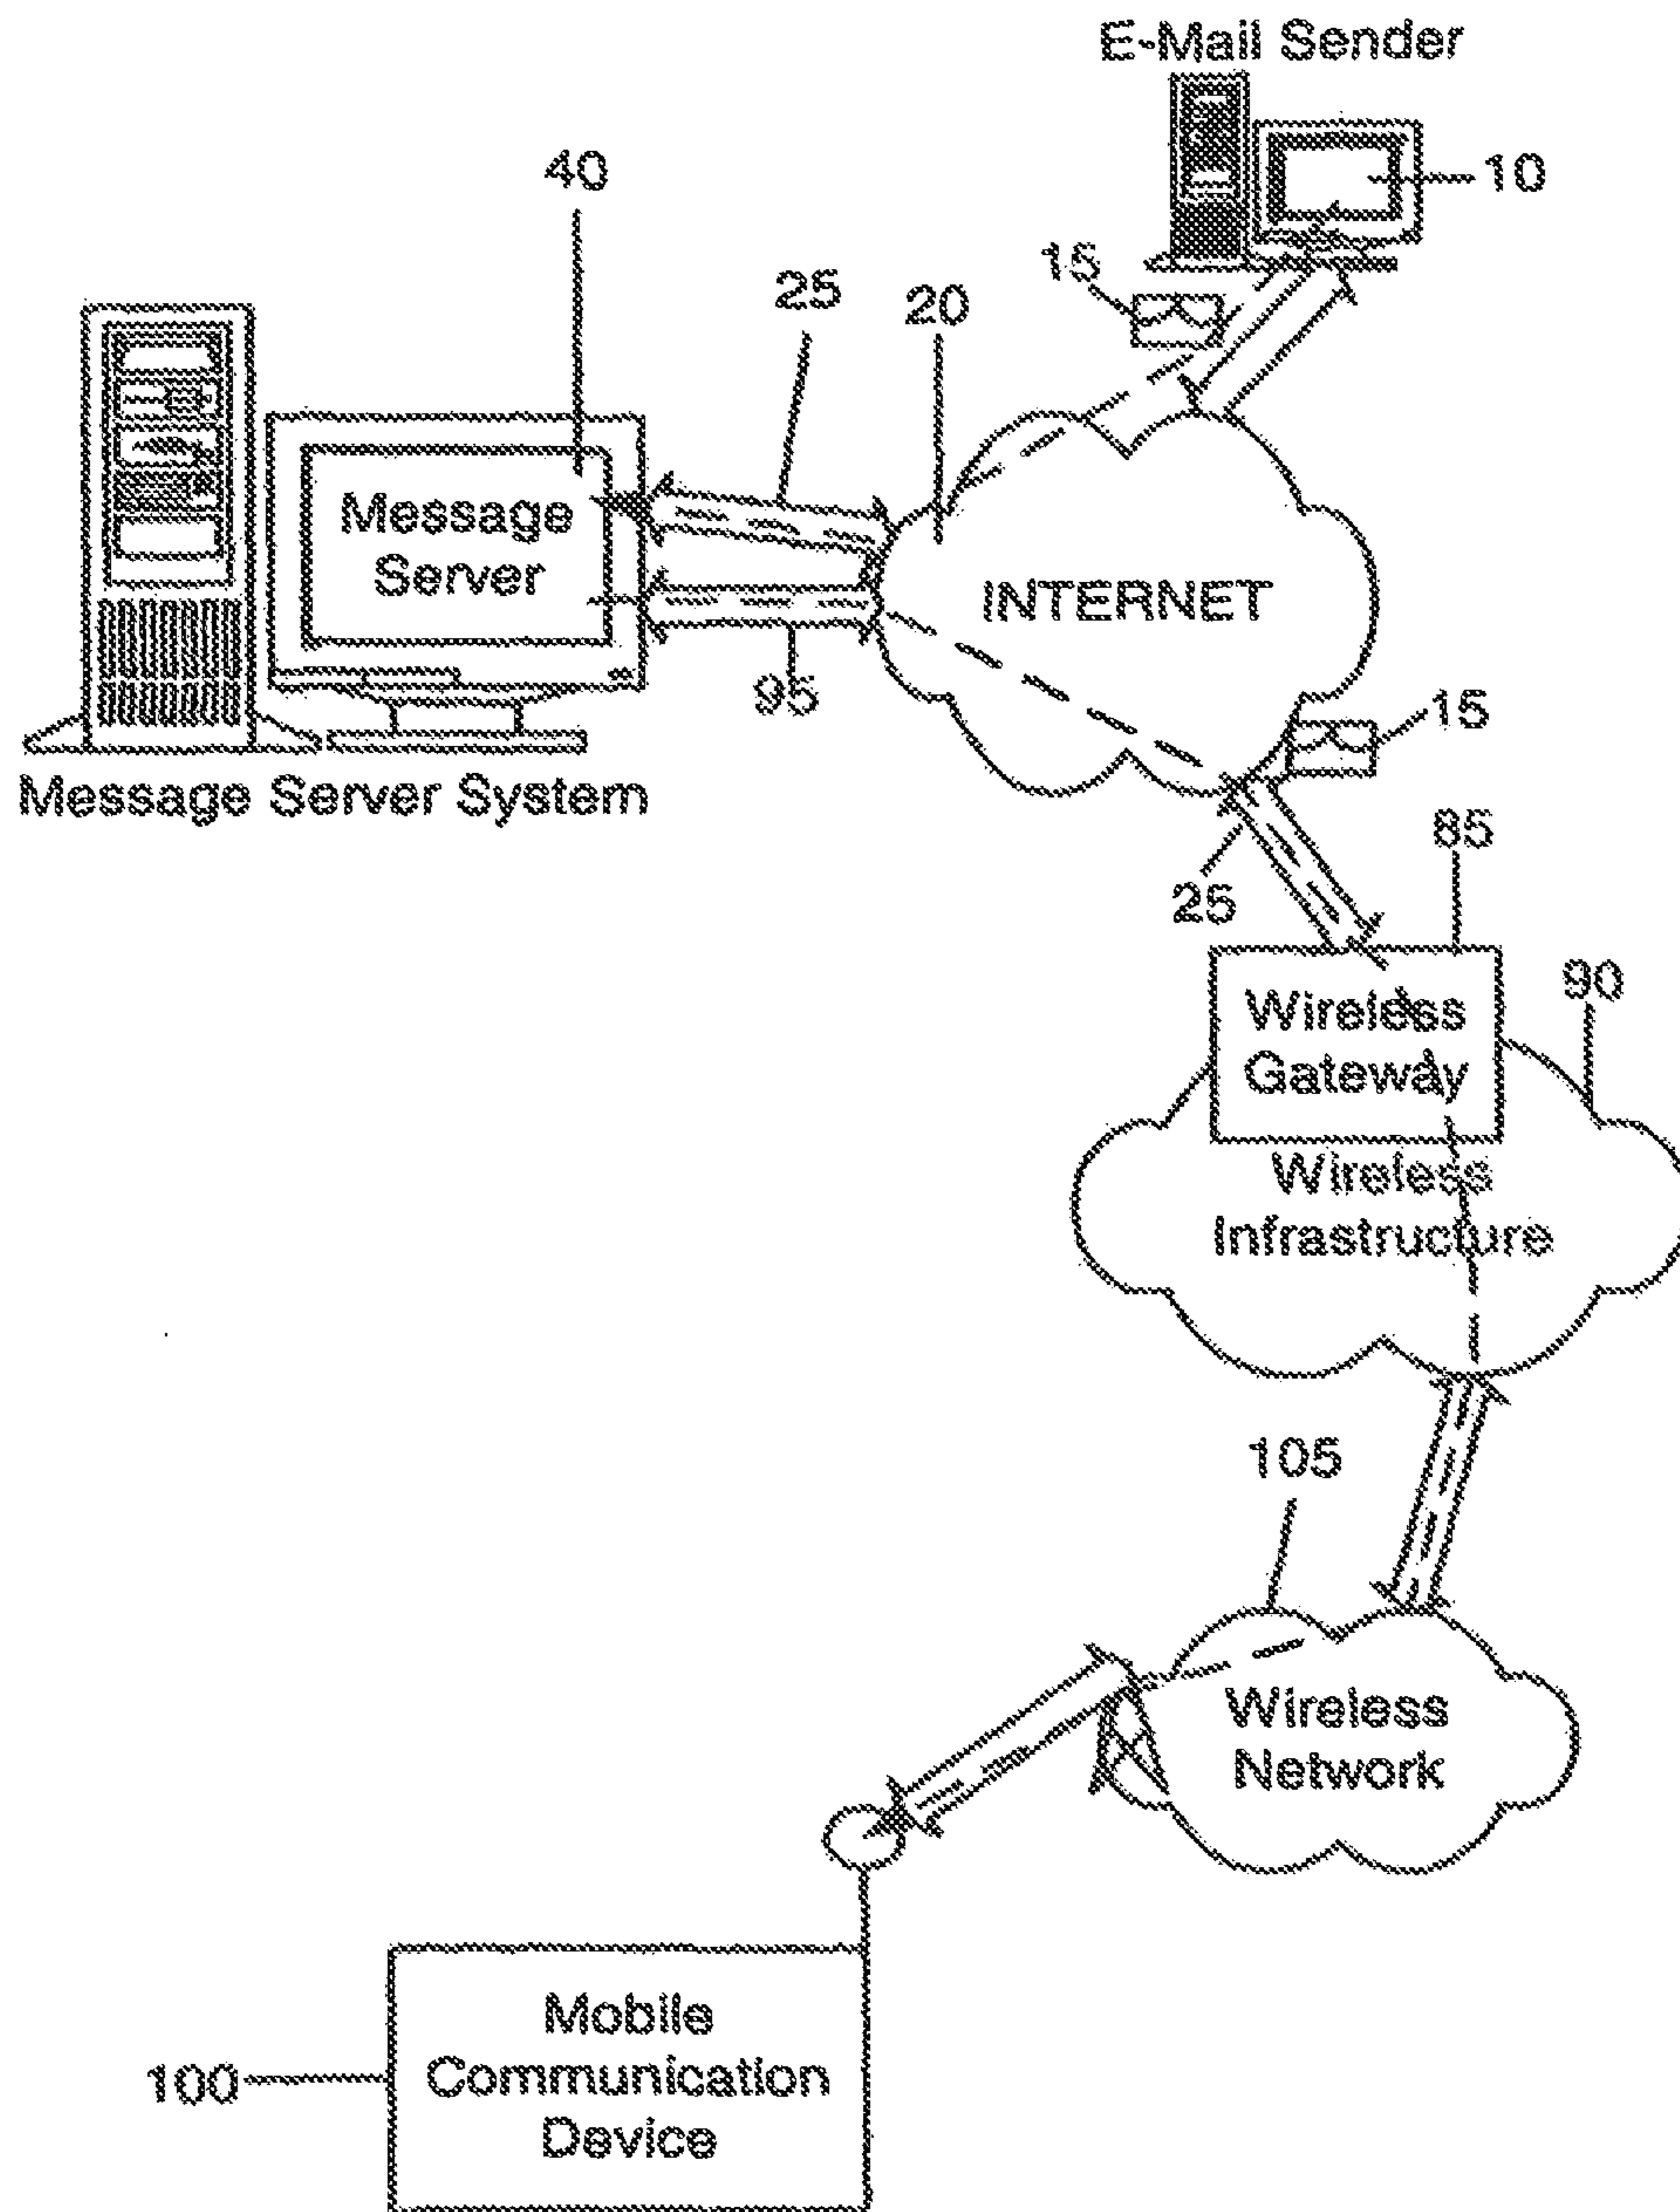 E-Mail Sender
40
10
15
25
20
Message
Server
INTERNET
95
15
Message Server System
85
25
90
Wireless
Gateway
Wireless
Infrastructure
105
Wireless
Network
Mobile
100
Communication
Device